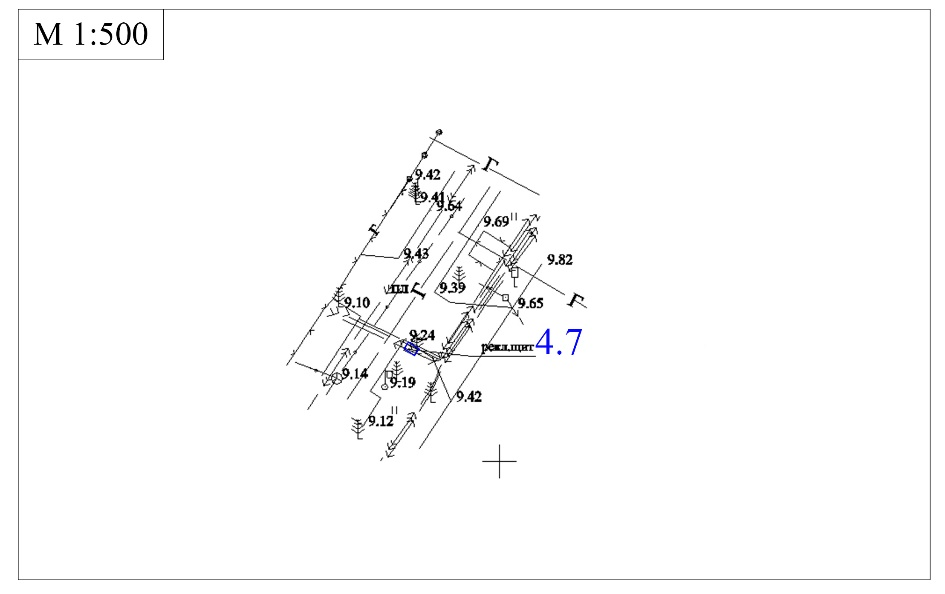 М 1:500
Г
9.42
9.41
9.64
9.69
Г
9.43
9.82
9.39
пл Г
9.10
9.65
Г
9.24
рекл.щит 4.7
9.14
9.19
9.42
9.12